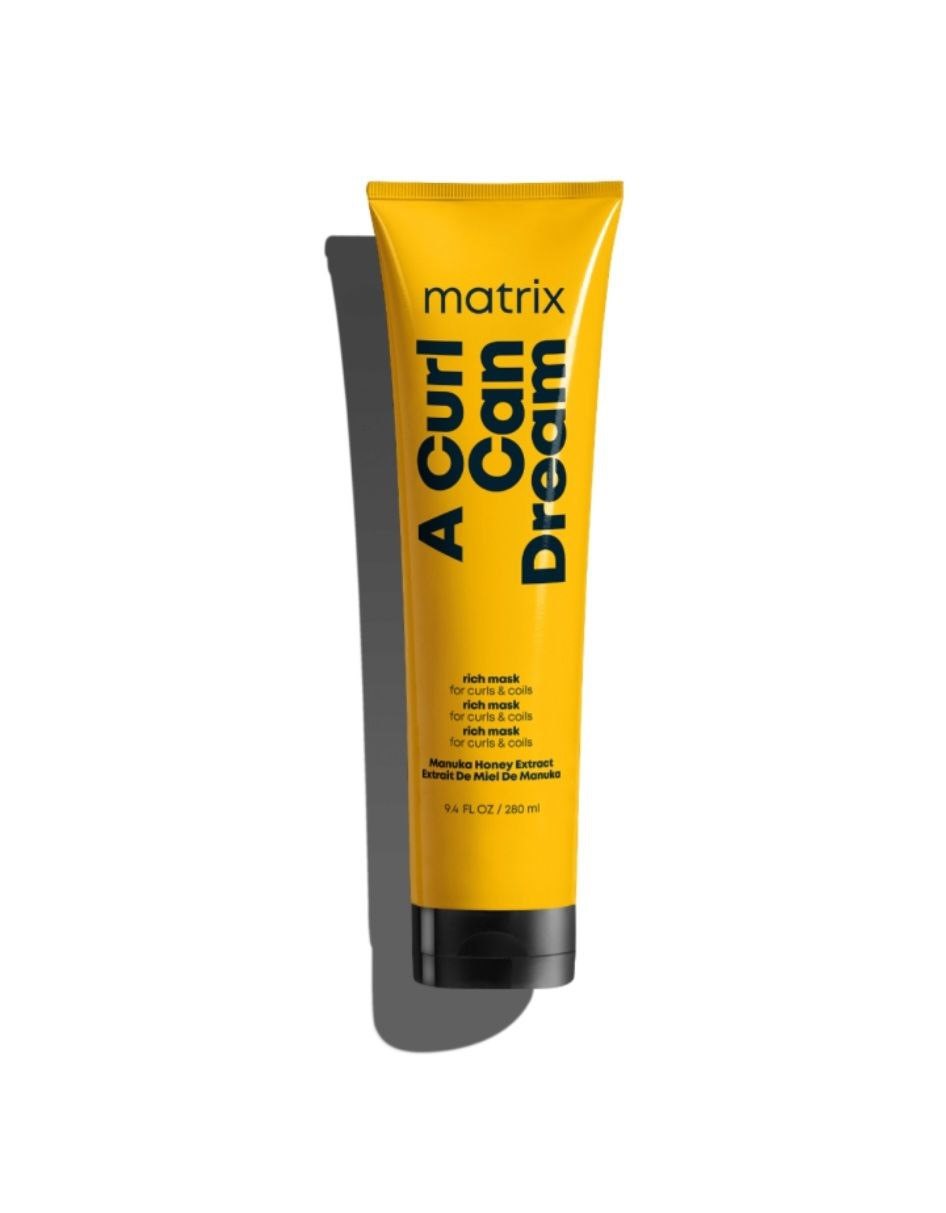 matrix
A Curl
Can
Dream
rich mask
for curls & coils
rich mask
for curls & coils
rich mask
for curls & coils
Manuka Honey Extract
Extrait De Miel De Manuka
9.4 FL OZ / 280 ml